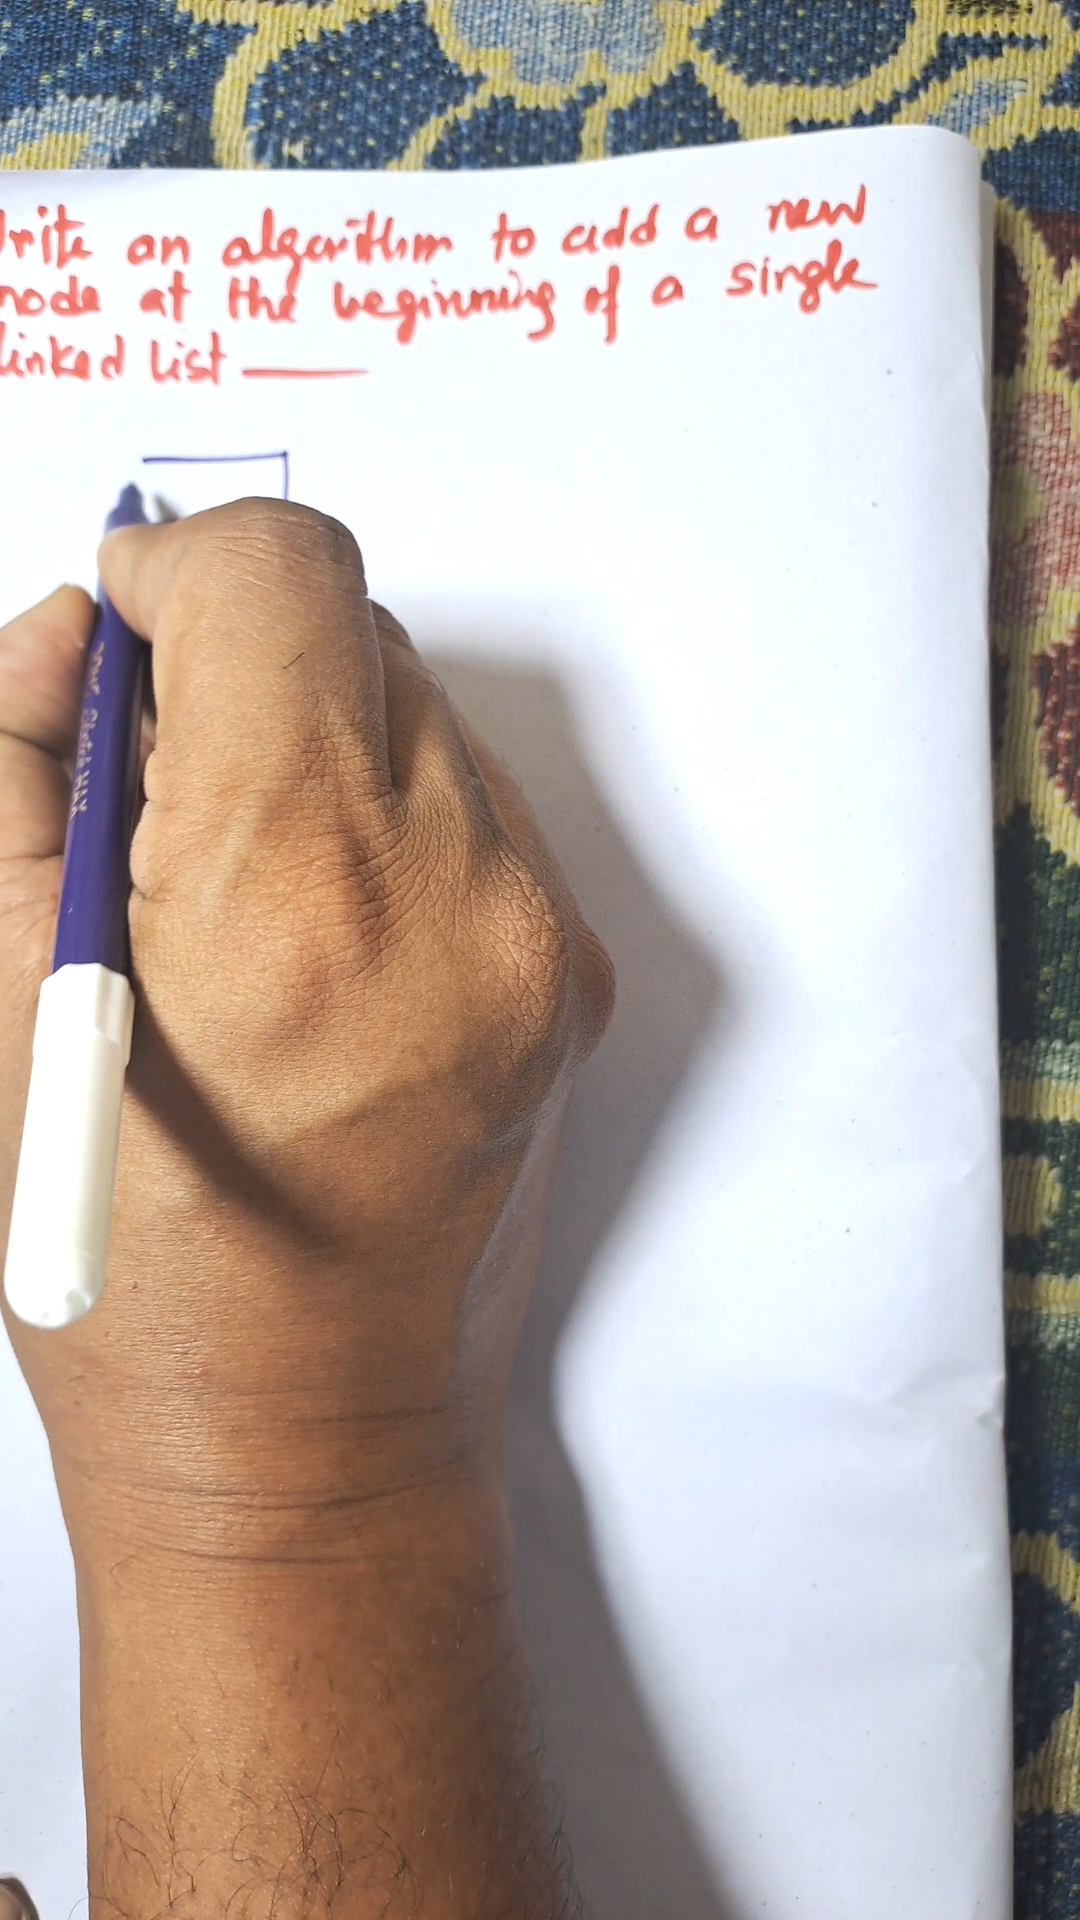 rite an algorithm to add a new
node at the beginning of a single
linked list